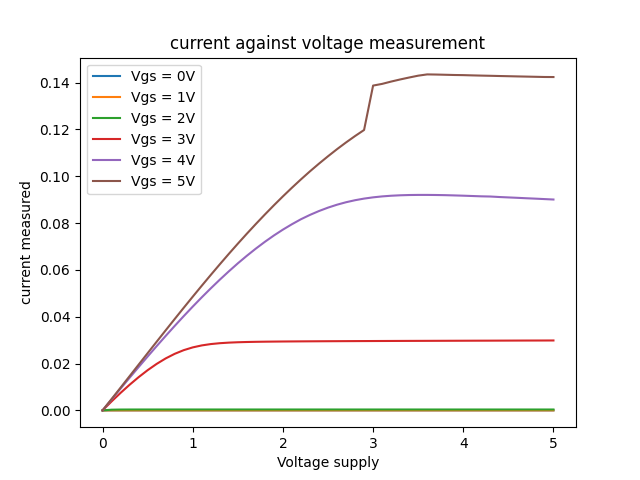 current against voltage measurement
Vgs = 0V
Vgs = 1V
Vgs = 2V
Vgs = 3V
Vgs = 4V
Vgs = 5V
0.14
0.12
0.10
0.08
0.06
0.04
0.02
0.00
current measured
0 1 2 3 4 5
Voltage supply